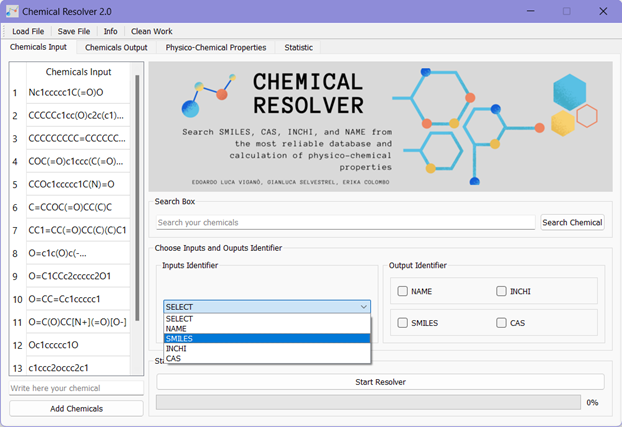 Chemical Resolver 2.0
Load File Save File Info Clean Work
Chemicals Input Chemicals Output Physico-Chemical Properties Statistic
Chemicals Input
1 Nc1ccccc1C(=O)O
2 CCCCCc1cc(O)c2c(c1)...
3 CCCCCCCCC=CCCCCC...
4 COC(=O)c1ccc(C(=O)...
5 CCOc1ccccc1C(N)=O
6 C=CCOC(=O)CC(C)C
7 CC1=CC(=O)CC(C)(C)C1
8 O=c1c(O)c(-...
9 O=C1CCc2ccccc2O1
10 O=CC=Cc1ccccc1
11 O=C(O)CC[N+](=O)[O-]
12 Oc1ccccc1O
13 c1ccc2occc2c1
Write here your chemical
Add Chemicals
CHEMICAL
RESOLVER
Search SMILES, CAS, INCHI, and NAME from
the most reliable database and
calculation of physico-chemical
properties
EDOARDO LUCA VIGANÒ, GIANLUCA SELVESTREL, ERIKA COLOMBO
Search Box
Search your chemicals
Search Chemical
Choose Inputs and Ouputs Identifier
Inputs Identifier
SELECT
SELECT
NAME
SMILES
INCHI
CAS
Output Identifier
NAME INCHI
SMILES CAS
Start Resolver
0%